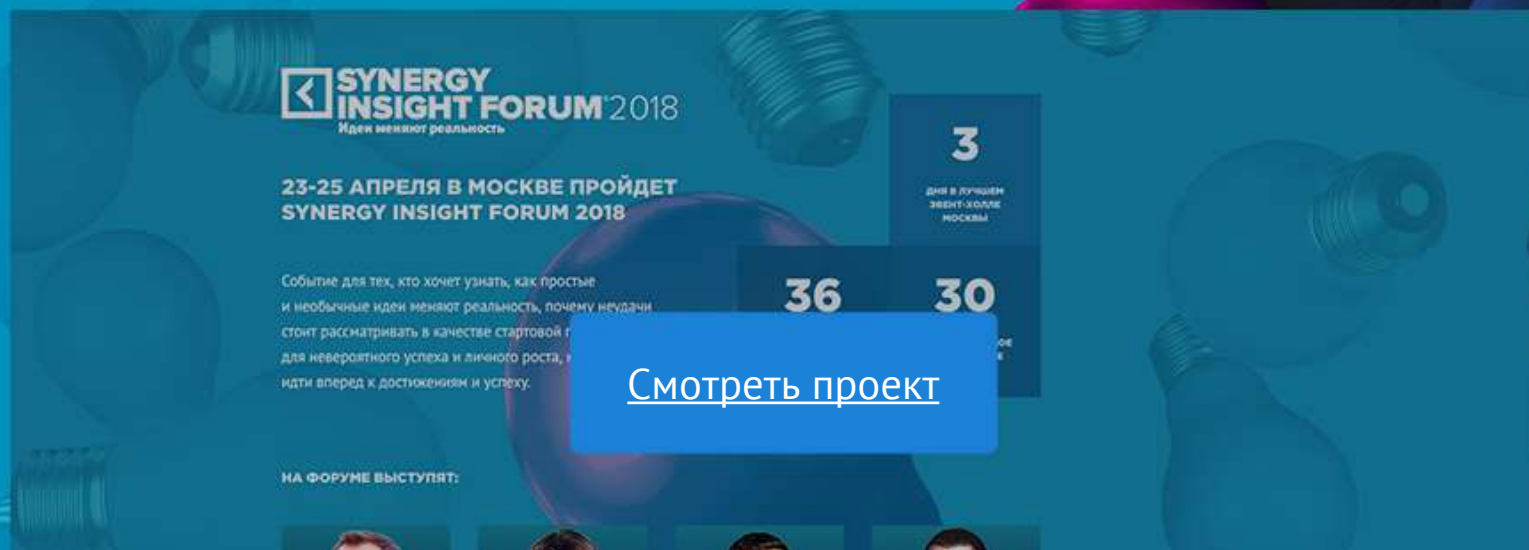 SYNERGY
INSIGHT FORUM 2018
Идеи меняют реальность
23-25 АПРЕЛЯ В МОСКВЕ ПРОЙДЕТ
SYNERGY INSIGHT FORUM 2018
3
ДНЯ В ЛУЧШЕМ
ЭВЕНТ-ХОЛЛЕ
МОСКВЫ
Событие для тех, кто хочет узнать, как простые
и необычные идеи меняют реальность, почему неудачи
стоит рассматривать в качестве стартовой
для невероятного успеха и личного роста,
идти вперед к достижениям и успеху.
36
30
Смотреть проект
НА ФОРУМЕ ВЫСТУПЯТ: